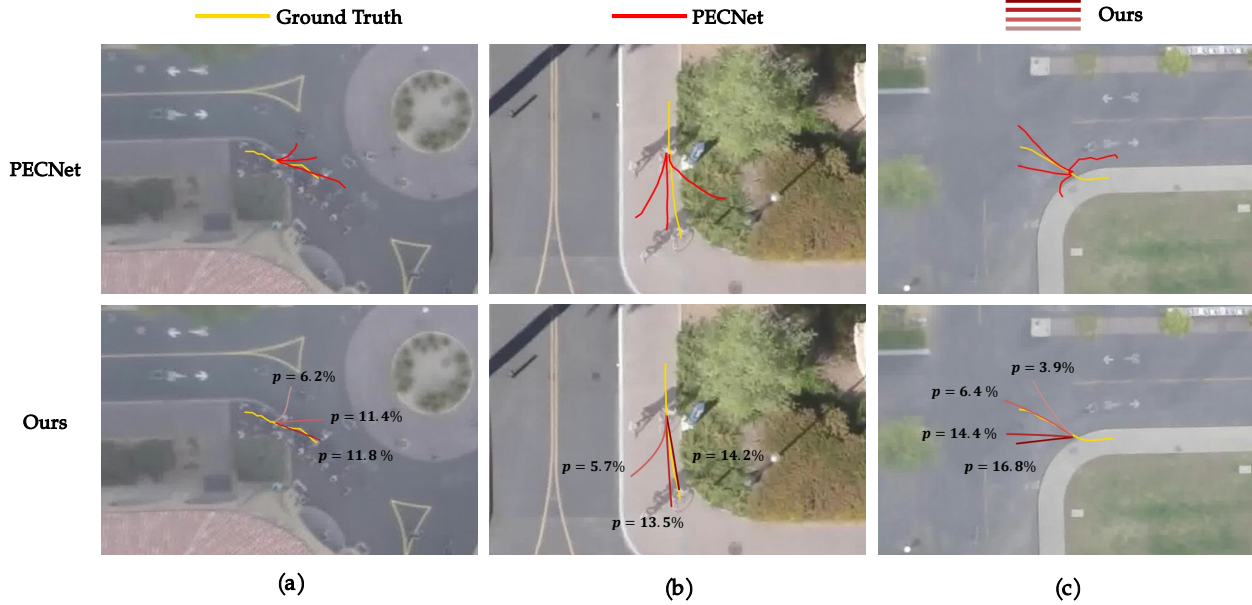 Ground Truth
PECNet
Ours
PECNet
Ours
p = 6.2%
p = 11.4%
p = 11.8 %
p = 5.7%
p = 14.2%
p = 13.5%
p = 3.9%
p = 6.4 %
p = 14.4 %
p = 16.8%
(a)
(b)
(c)